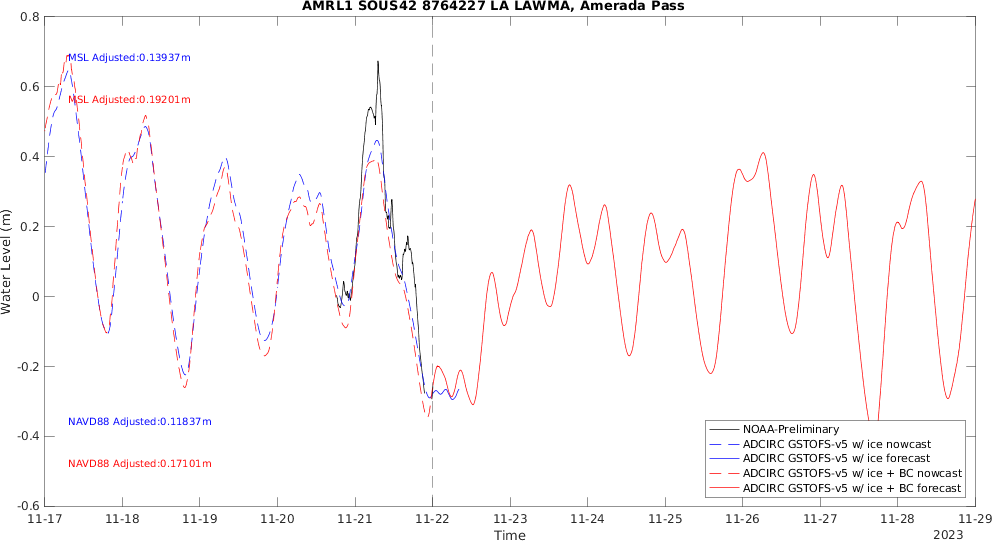 AMRL1 SOUS42 8764227 LA LAWMA, Amerada Pass
0.8
0.6
0.4
0.2
0
-0.2
-0.4
-0.6
Water Level (m)
MSL Adjusted:0.13937m
MSL Adjusted:0.19201m
NAVD88 Adjusted:0.11837m
NAVD88 Adjusted:0.17101m
NOAA-Preliminary
ADCIRC GSTOFS-v5 w/ ice nowcast
ADCIRC GSTOFS-v5 w/ ice forecast
ADCIRC GSTOFS-v5 w/ ice + BC nowcast
ADCIRC GSTOFS-v5 w/ ice + BC forecast
11-17 11-18 11-19 11-20 11-21 11-22 11-23 11-24 11-25 11-26 11-27 11-28 11-29
Time
2023